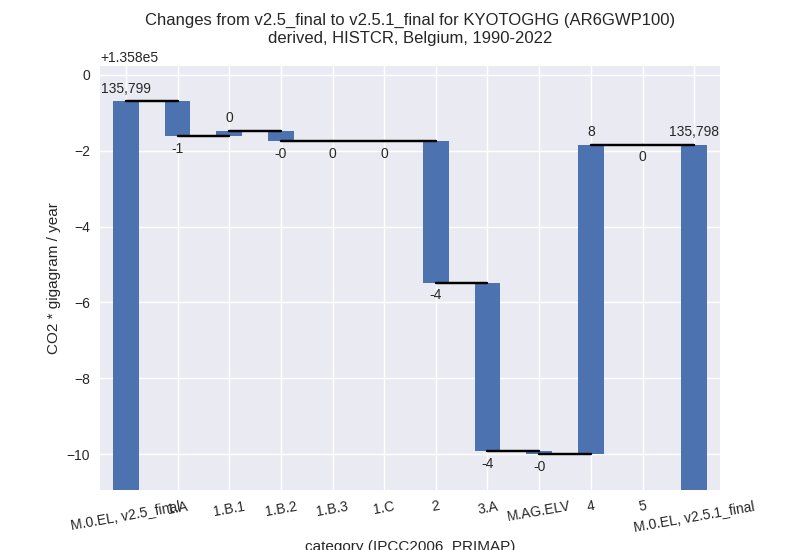 Changes from v2.5_final to v2.5.1_final for KYOTOGHG (AR6GWP100)
derived, HISTCR, Belgium, 1990-2022
+1.358e5
0
−2
−4
−6
−8
−10
CO2 * gigagram / year
135,799
-1
0
-0
0
0
-4
-4
-0
8
0
135,798
M.0.EL, v2.5_final
1.A
1.B.1
1.B.2
1.B.3
1.C
2
3.A
M.AG.ELV
4
5
M.0.EL, v2.5.1_final
category (IPCC2006_PRIMAP)